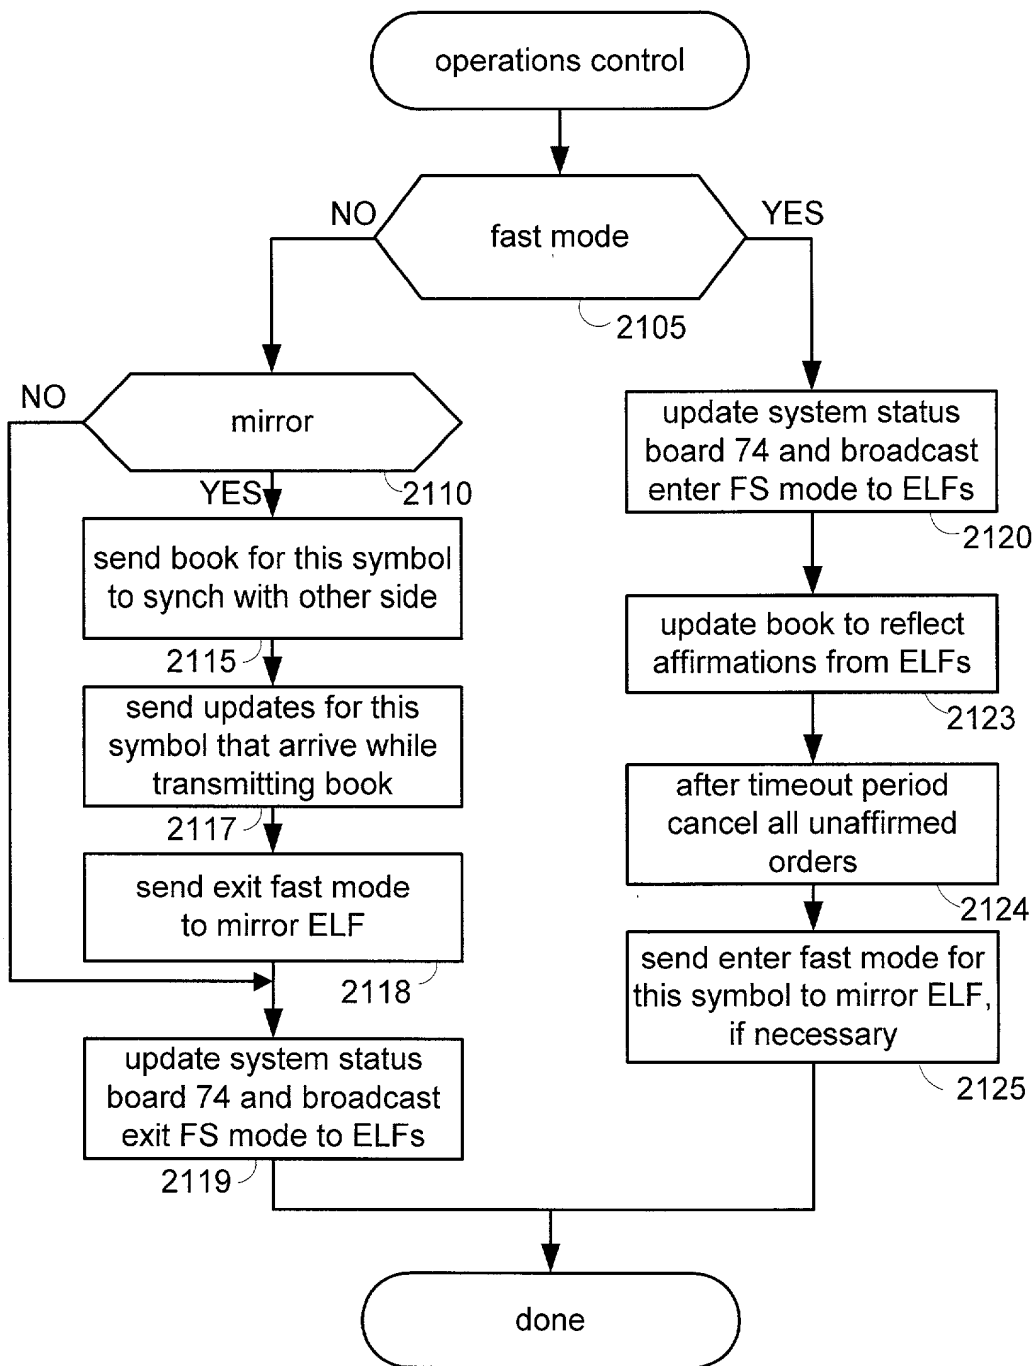 operations control
NO
YES
fast mode
2105
NO
mirror
YES
2110
send book for this symbol
to synch with other side
2115
send updates for this
symbol that arrive while
transmitting book
2117
send exit fast mode
to mirror ELF
2118
update system status
board 74 and broadcast
exit FS mode to ELFs
2119
update system status
board 74 and broadcast
enter FS mode to ELFs
2120
update book to reflect
affirmations from ELFs
2123
after timeout period
cancel all unaffirmed
orders
2124
send enter fast mode for
this symbol to mirror ELF,
if necessary
2125
done